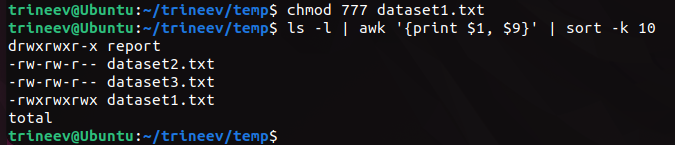 trineev@Ubuntu:~/trineev/temp$ chmod 777 dataset1.txt
trineev@Ubuntu:~/trineev/temp$ ls -l | awk '{print $1, $9}' | sort -k 10
drwxrwxr-x report
-rw-rw-r-- dataset2.txt
-rw-rw-r-- dataset3.txt
-rwxrwxrwx dataset1.txt
total
trineev@Ubuntu:~/trineev/temp$